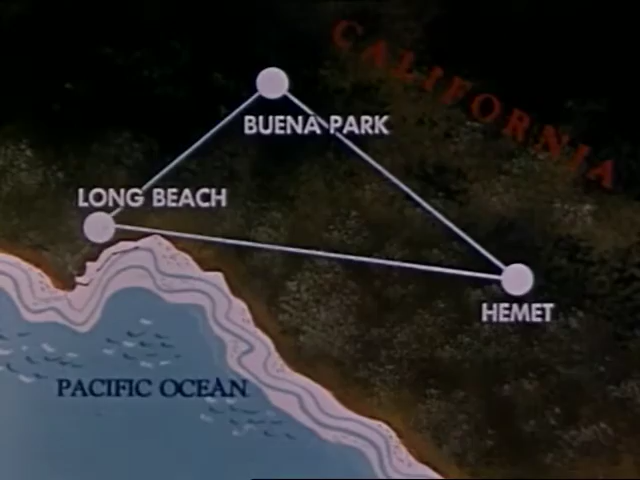 CALIFORNIA
BUENA PARK
LONG BEACH
HEMET
PACIFIC OCEAN